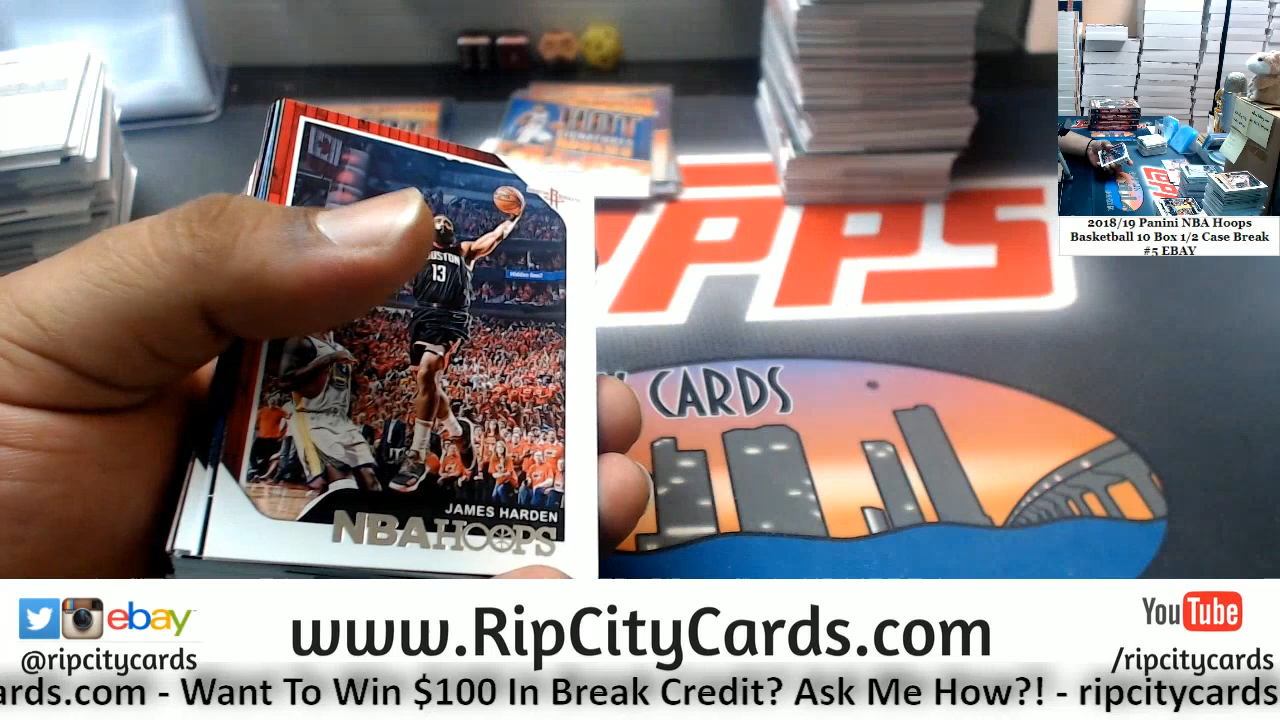 HOUSTON
13
JAMES HARDEN
NBA HOOPS
CARDS
2018/19 Panini NBA Hoops
Basketball 10 Box 1/2 Case Break
#5 EBAY
ebay
@ripcitycards
www.RipCityCards.com
YouTube
/ripcitycards
ards.com - Want To Win $100 In Break Credit? Ask Me How?! - ripcitycards